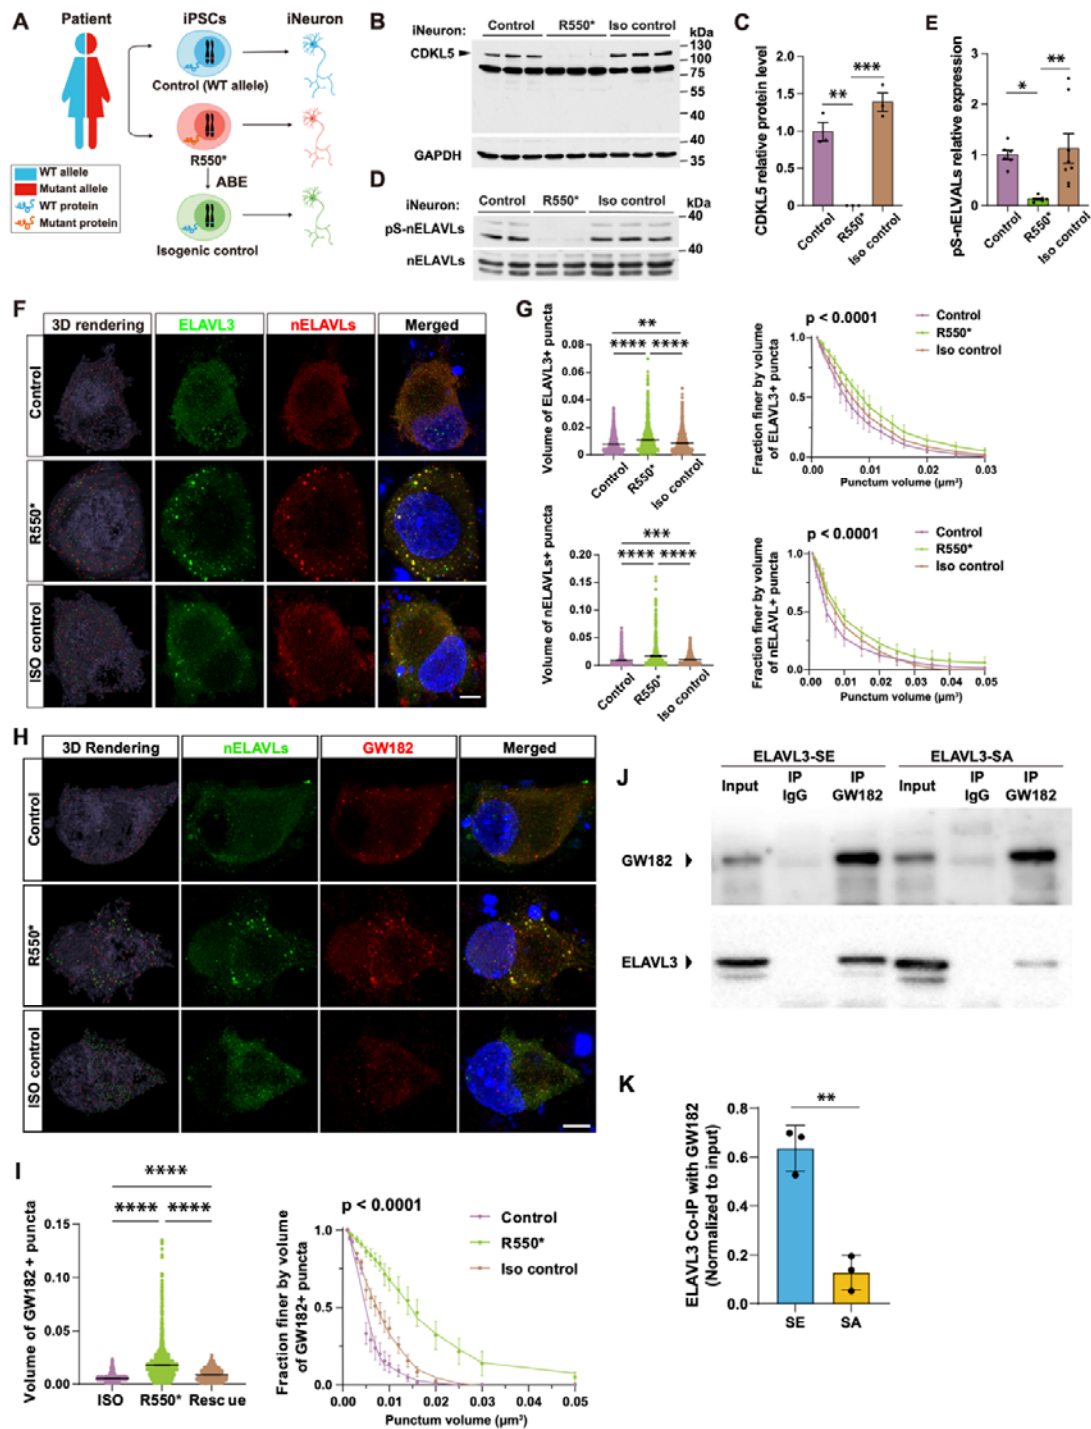 A
Patient
iPSCs
iNeuron
Control (WT allele)
R550*
ABE
Isogenic control
WT allele
Mutant allele
WT protein
Mutant protein
B
iNeuron:
Control
R550*
Iso control
kDa
CDKL5
130
100
75
55
40
GAPDH
40
35
C
CDKL5 relative protein level
2.0
1.5
1.0
0.5
0.0
** ***
Control
R550*
Iso control
D
iNeuron:
Control
R550*
Iso control
kDa
pS-nELAVLs
40
nELAVLs
40
E
pS-nELVALs relative expression
3
2
1
0
* **
Control
R550*
Iso control
F
3D rendering
ELAVL3
nELAVLs
Merged
Control
R550*
ISO control
G
Volume of ELAVL3+ puncta
0.08
0.06
0.04
0.02
0
**
**** ****
Control
R550*
Iso control
p < 0.0001
Control
R550*
Iso control
Fraction finer by volume
of ELAVL3+ puncta
1.0
0.5
0.0
0.00 0.01 0.02 0.03
Punctum volume (μm³)
Volume of nELAVLs+ puncta
0.20
0.15
0.10
0.05
0
***
**** ****
Control
R550*
Iso control
p < 0.0001
Control
R550*
Iso control
Fraction finer by volume
of nELAVL+ puncta
1.0
0.5
0.0
0.00 0.01 0.02 0.03 0.04 0.05
Punctum volume (μm³)
H
3D Rendering
nELAVLs
GW182
Merged
Control
R550*
ISO control
I
Volume of GW182 + puncta
0.15
0.10
0.05
0.00
****
**** ****
ISO R550* Rescue
p < 0.0001
Control
R550*
Iso control
Fraction finer by volume
of GW182+ puncta
1.0
0.5
0.0
0.00 0.01 0.02 0.03 0.04 0.05
Punctum volume (μm³)
J
ELAVL3-SE
ELAVL3-SA
Input
IP
IgG
IP
GW182
Input
IP
IgG
IP
GW182
GW182
ELAVL3
K
ELAVL3 Co-IP with GW182
(Normalized to input)
0.8
0.6
0.4
0.2
0.0
**
SE
SA